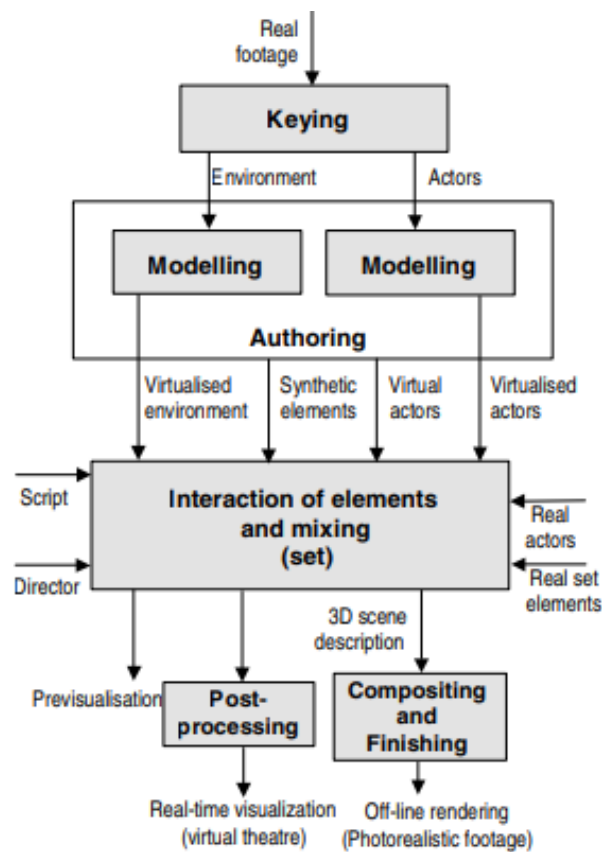 Real
footage
Keying
Environment
Actors
Modelling
Modelling
Authoring
Virtualised
environment
Synthetic
elements
Virtual
actors
Virtualised
actors
Script
Director
Interaction of elements
and mixing
(set)
Real
actors
Real set
elements
3D scene
description
Previsualisation
Post-
processing
Compositing
and
Finishing
Real-time visualization
(virtual theatre)
Off-line rendering
(Photorealistic footage)